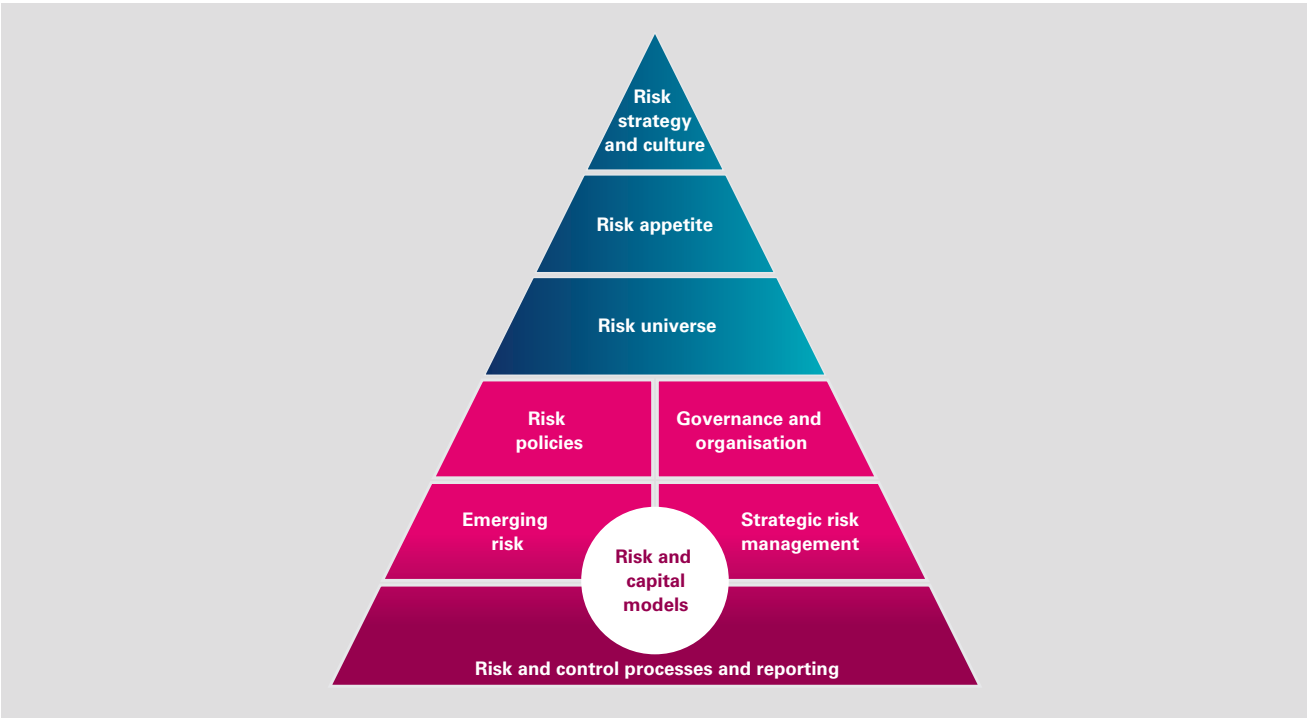 Risk
strategy
and culture
Risk appetite
Risk universe
Risk
policies
Governance and
organisation
Emerging
risk
Strategic risk
management
Risk and
capital
models
Risk and control processes and reporting